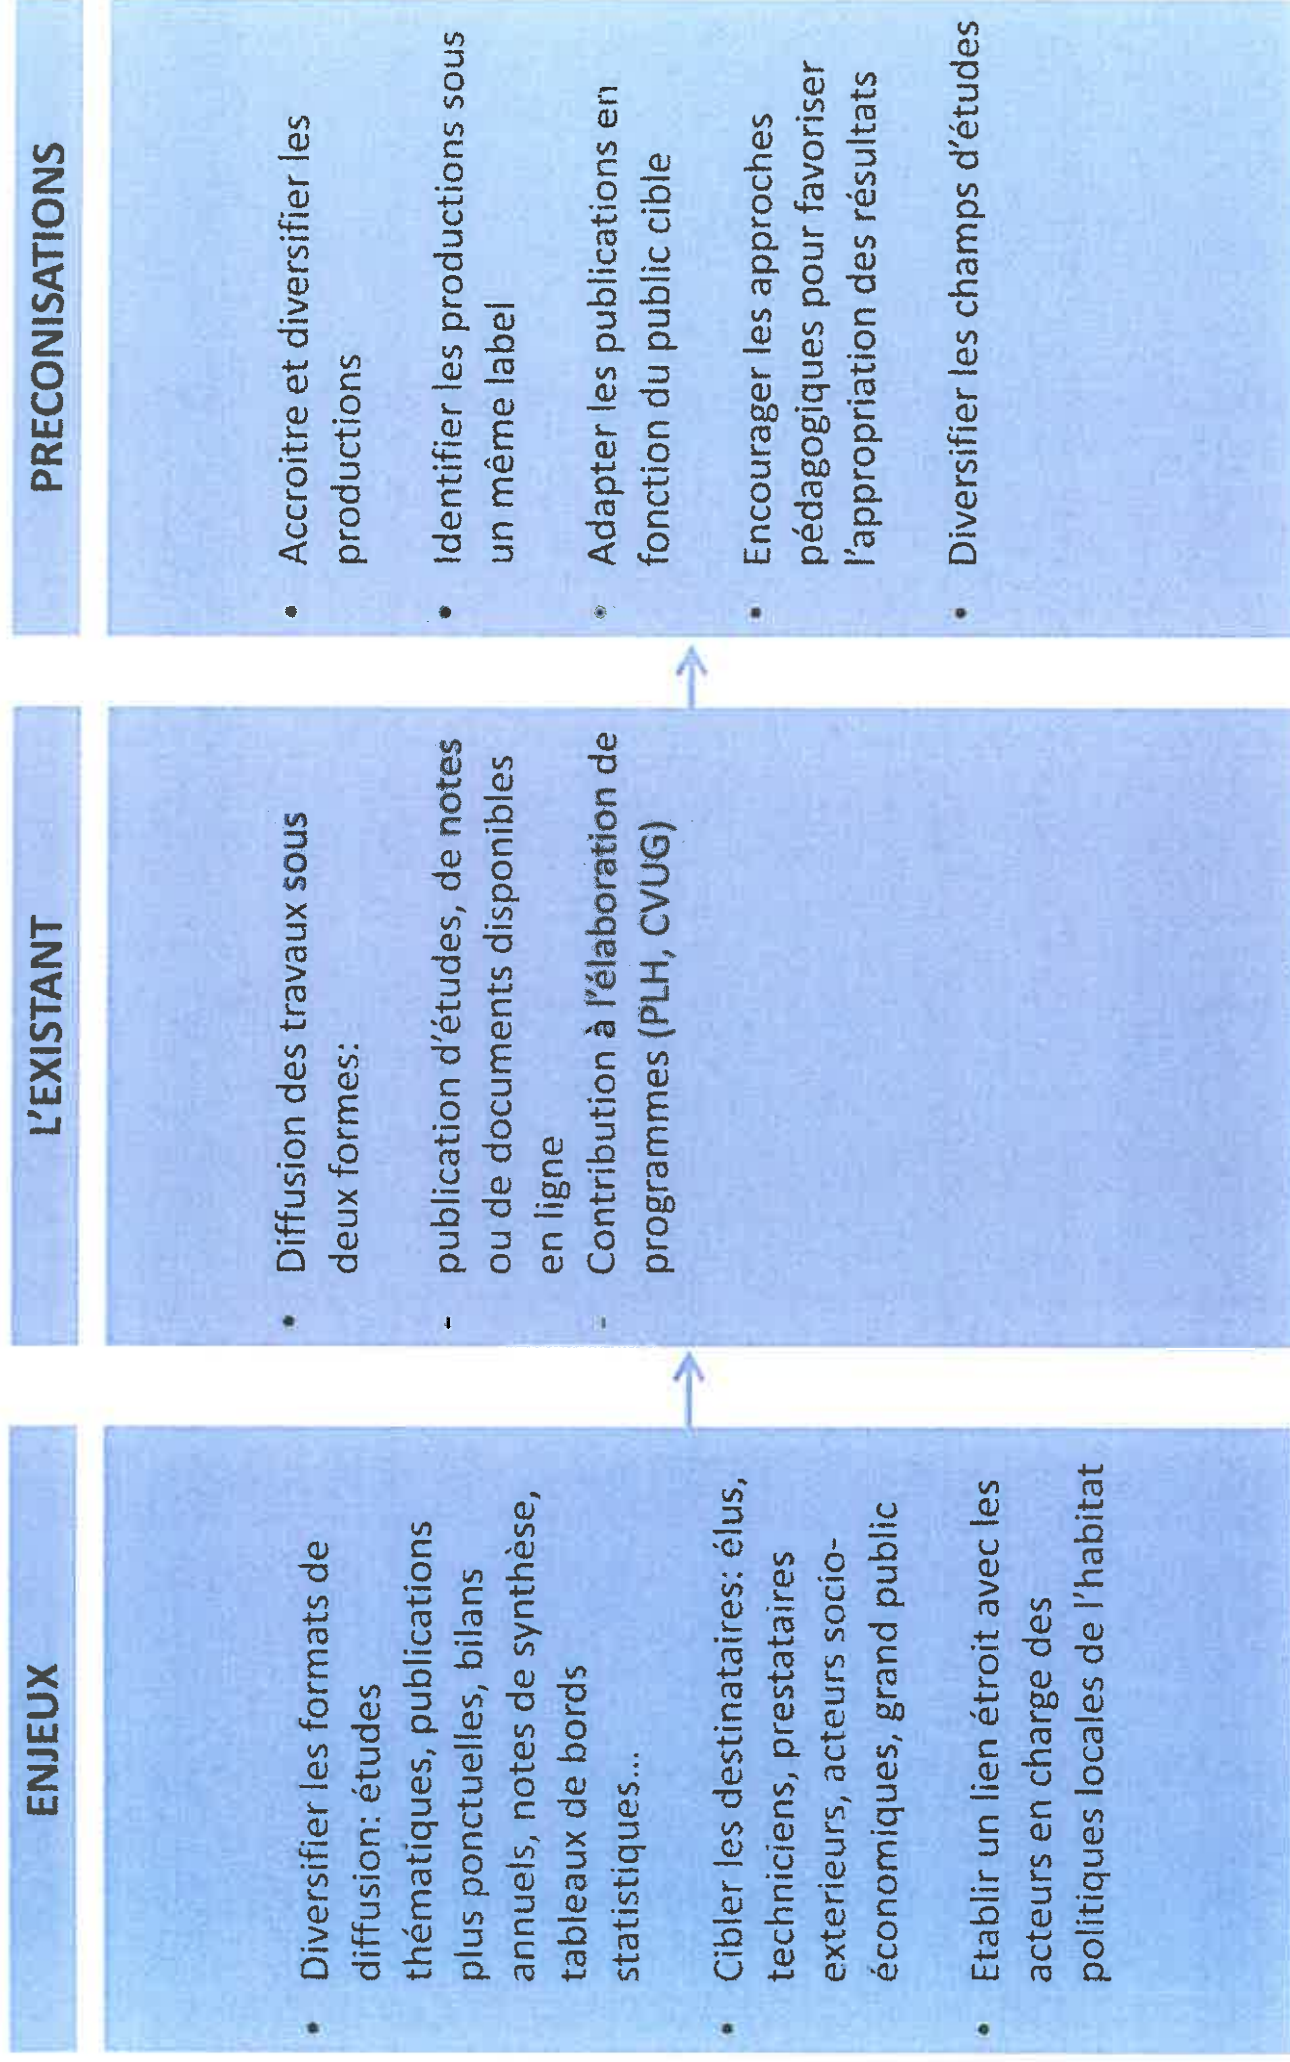 ENJEUX
• Diversifier les formats de
diffusion: études
thématiques, publications
plus ponctuelles, bilans
annuels, notes de synthèse,
tableaux de bords
statistiques...
• Cibler les destinataires: élus,
techniciens, prestataires
exterieurs, acteurs socio-
économiques, grand public
• Etablir un lien étroit avec les
acteurs en charge des
politiques locales de l'habitat
L'EXISTANT
• Diffusion des travaux sous
deux formes:
- publication d'études, de notes
ou de documents disponibles
en ligne
- Contribution à l'élaboration de
programmes (PLH, CVUG)
PRECONISATIONS
• Accroitre et diversifier les
productions
• Identifier les productions sous
un même label
• Adapter les publications en
fonction du public cible
• Encourager les approches
pédagogiques pour favoriser
l'appropriation des résultats
• Diversifier les champs d'études